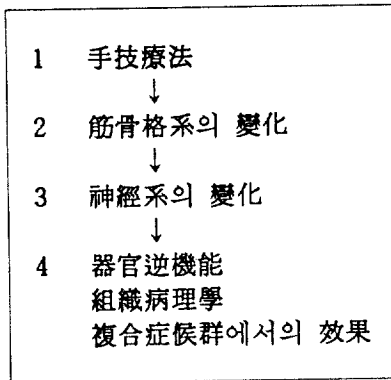 1 手技療法
↓
2 筋骨格系의 變化
↓
3 神經系의 變化
↓
4 器官逆機能
組織病理學
複合症候群에서의 效果